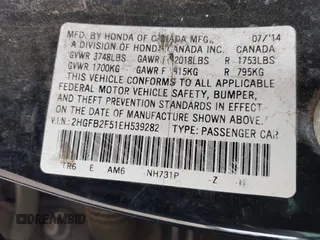 MFD. BY HONDA OF CANADA MFG., 07/'14
A DIVISION OF HONDA CANADA INC. CANADA
GVWR 3748LBS GAWR F 2018LBS R 1753LBS
GVWR 1700KG GAWR F 915KG R 795KG
THIS VEHICLE CONFORMS TO ALL APPLICABLE
FEDERAL MOTOR VEHICLE SAFETY, BUMPER,
AND THEFT PREVENTION STANDARDS IN EFFECT
ON THE DATE OF MANUFACTURE SHOWN ABOVE.
V.I.N.:2HGFB2F51EH539282 TYPE: PASSENGER CAR
TR6 E AM6 NH731P -Z
AUTOBIDMASTER